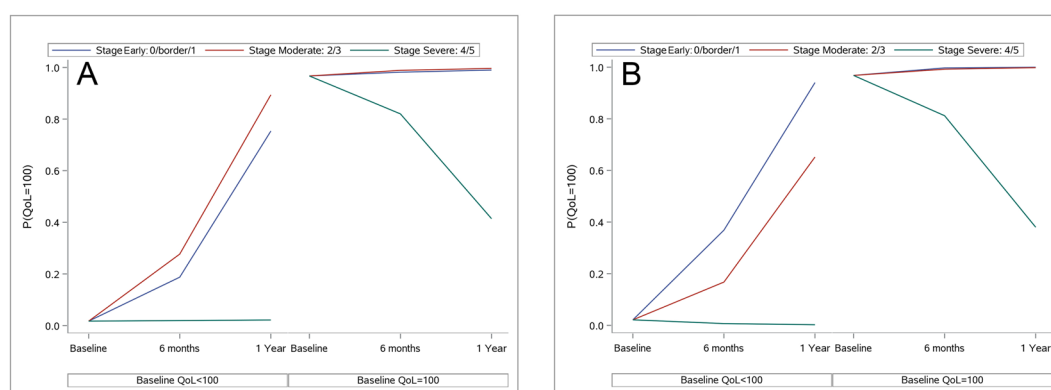 StageEarly: 0/border/1 Stage Moderate: 2/3 Stage Severe: 4/5
A
1.0
0.8
0.6
0.4
0.2
0.0
P(QoL=100)
Baseline 6 months 1 Year Baseline 6 months 1 Year
Baseline QoL<100 Baseline QoL=100
StageEarly: 0/border/1 Stage Moderate: 2/3 Stage Severe: 4/5
B
1.0
0.8
0.6
0.4
0.2
0.0
P(QoL=100)
Baseline 6 months 1 Year Baseline 6 months 1 Year
Baseline QoL<100 Baseline QoL=100